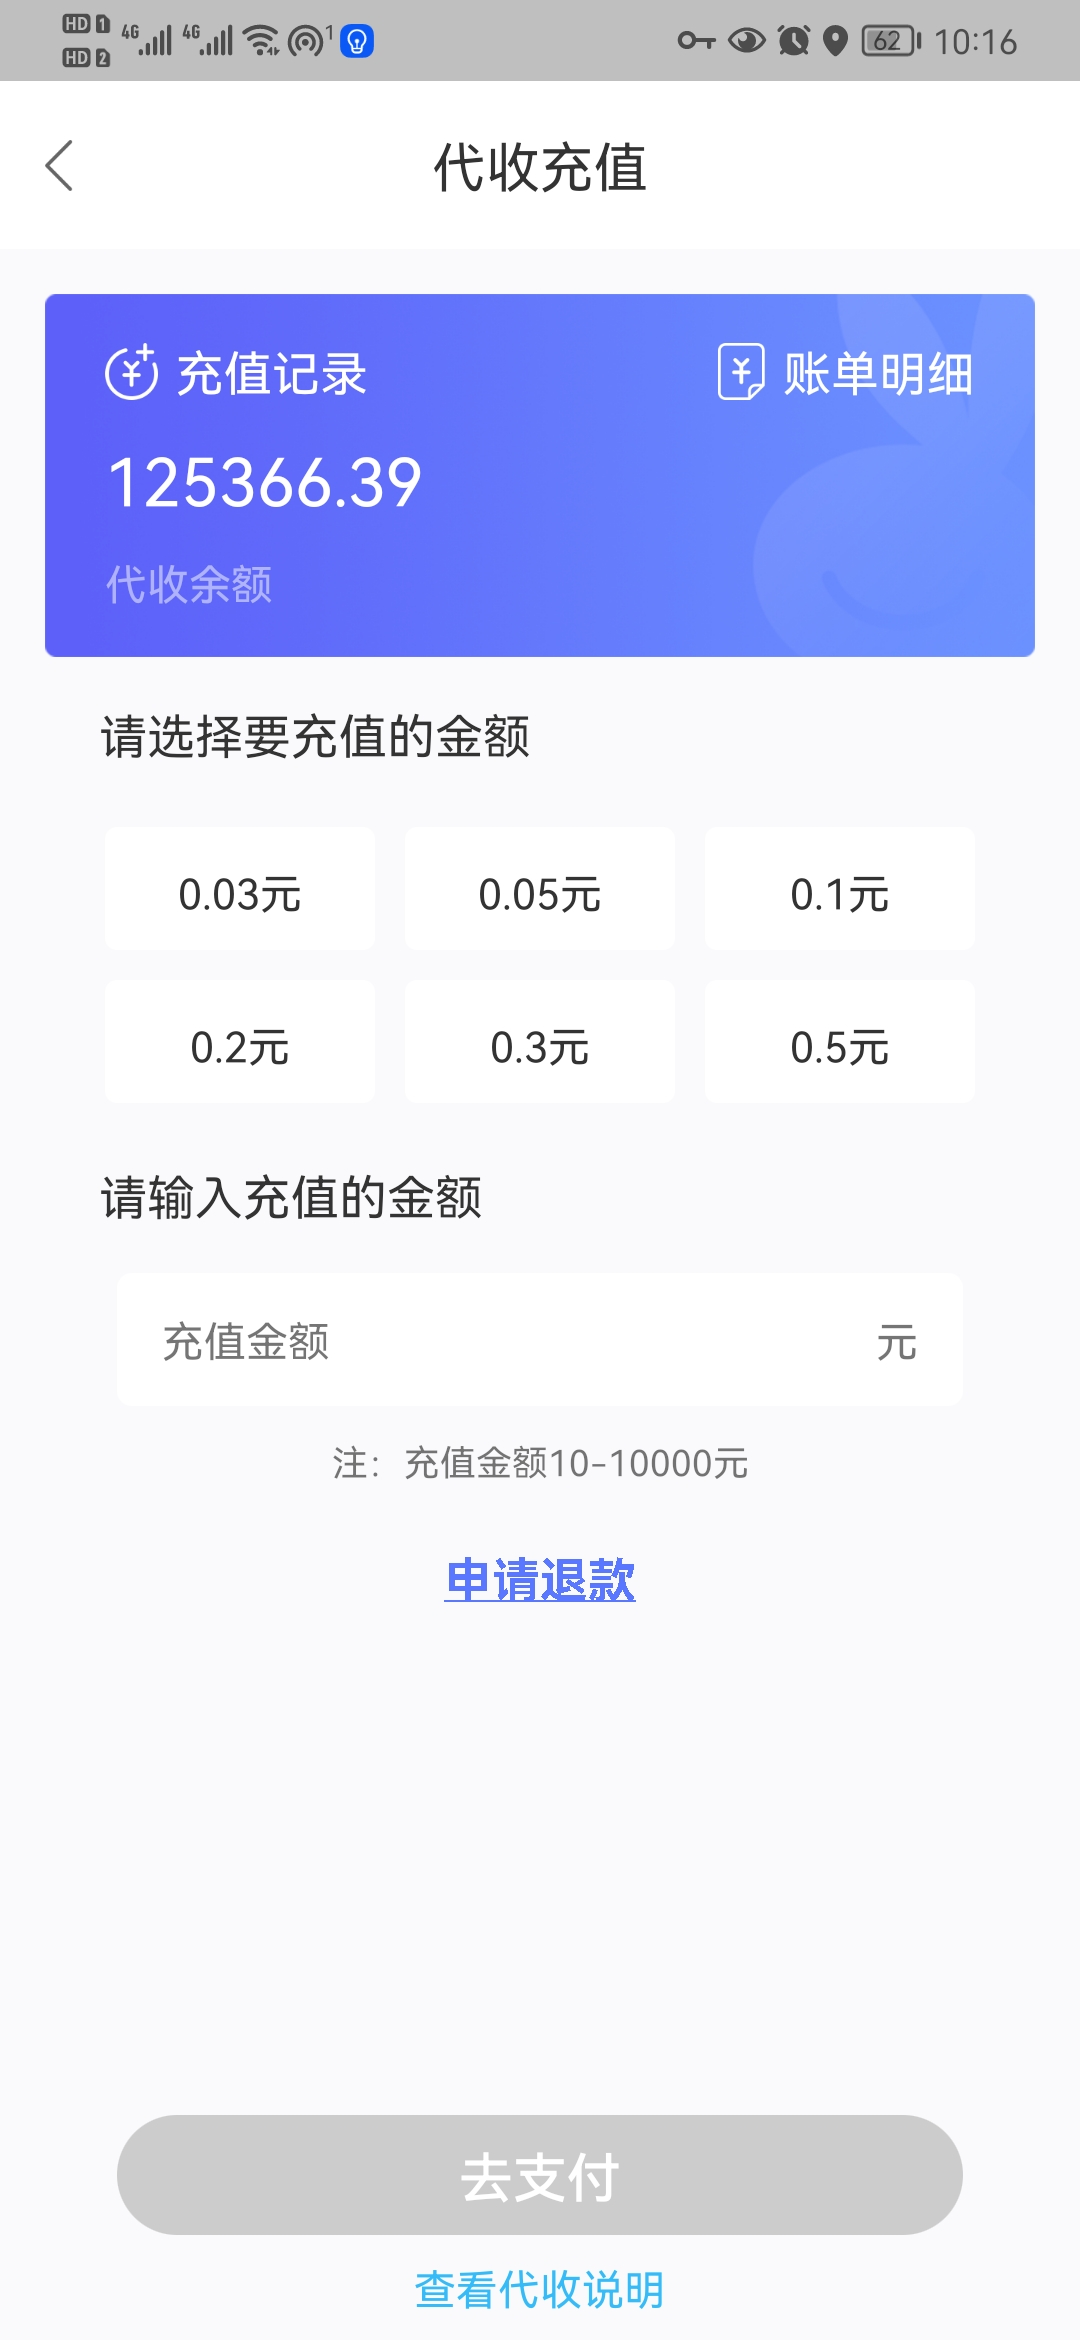 HD 1 4G 4G 1 62 10:16
HD 2
代收充值
充值记录 账单明细
125366.39
代收余额
请选择要充值的金额
0.03元 0.05元 0.1元
0.2元 0.3元 0.5元
请输入充值的金额
充值金额 元
注：充值金额10-10000元
申请退款
去支付
查看代收说明